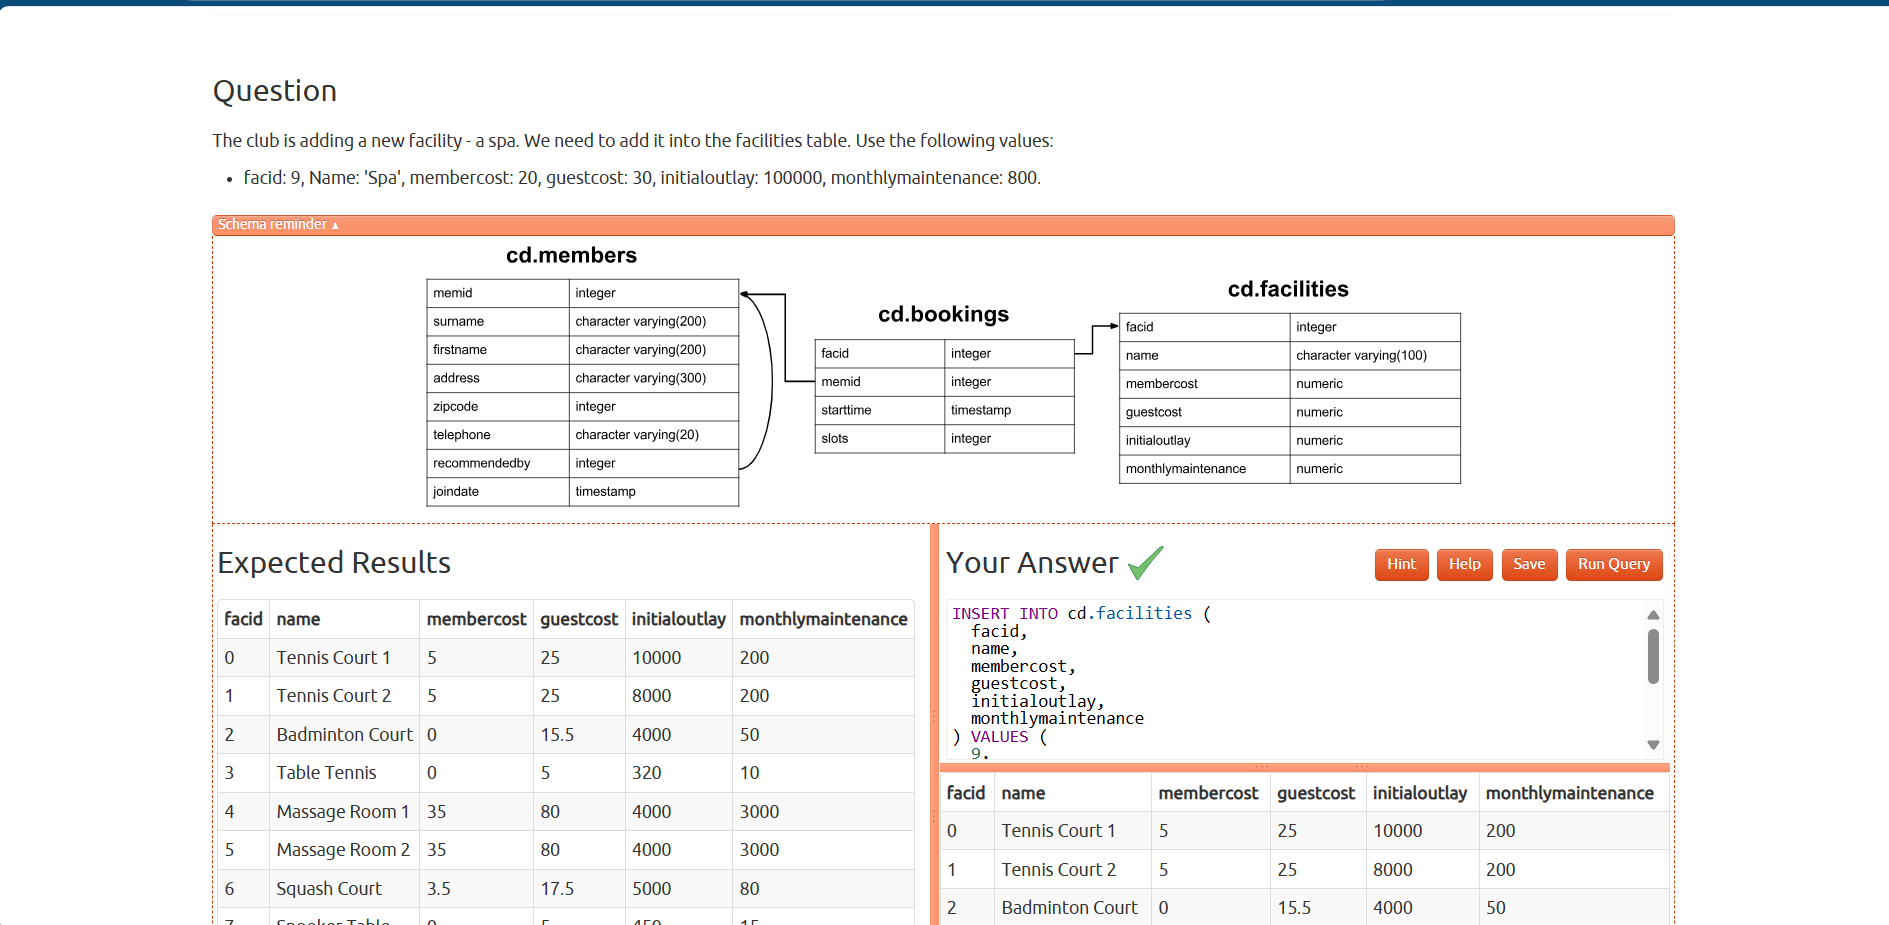 Question
The club is adding a new facility - a spa. We need to add it into the facilities table. Use the following values:
• facid: 9, Name: 'Spa', membercost: 20, guestcost: 30, initialoutlay: 100000, monthlymaintenance: 800.
Schema reminder ▲
cd.members
memid integer
surname character varying(200)
firstname character varying(200)
address character varying(300)
zipcode integer
telephone character varying(20)
recommendedby integer
joindate timestamp
cd.bookings
facid integer
memid integer
starttime timestamp
slots integer
cd.facilities
facid integer
name character varying(100)
membercost numeric
guestcost numeric
initialoutlay numeric
monthlymaintenance numeric
Expected Results
facid name membercost guestcost initialoutlay monthlymaintenance
0 Tennis Court 1 5 25 10000 200
1 Tennis Court 2 5 25 8000 200
2 Badminton Court 0 15.5 4000 50
3 Table Tennis 0 5 320 10
4 Massage Room 1 35 80 4000 3000
5 Massage Room 2 35 80 4000 3000
6 Squash Court 3.5 17.5 5000 80
7 Snooker Table 0 5 450 15
Your Answer
Hint Help Save Run Query
INSERT INTO cd.facilities (
facid,
name,
membercost,
guestcost,
initialoutlay,
monthlymaintenance
) VALUES (
9,
facid name membercost guestcost initialoutlay monthlymaintenance
0 Tennis Court 1 5 25 10000 200
1 Tennis Court 2 5 25 8000 200
2 Badminton Court 0 15.5 4000 50